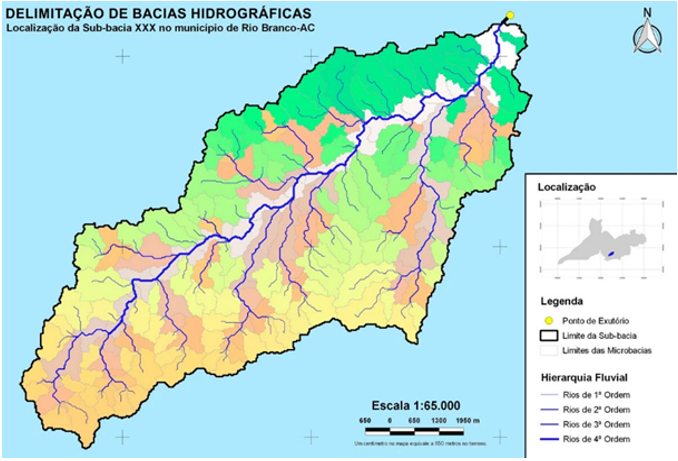 DELIMITAÇÃO DE BACIAS HIDROGRÁFICAS
Localização da Sub-bacia XXX no município de Rio Branco-AC
N
Localização
Legenda
Ponto de Exutório
Limite da Sub-bacia
Limites das Microbacias
Hierarquia Fluvial
Rios de 1ª Ordem
Rios de 2ª Ordem
Rios de 3ª Ordem
Rios de 4ª Ordem
Escala 1:65.000
650 0 650 1300 1950 m
Um centímetro no mapa equivale a 650 metros no terreno.